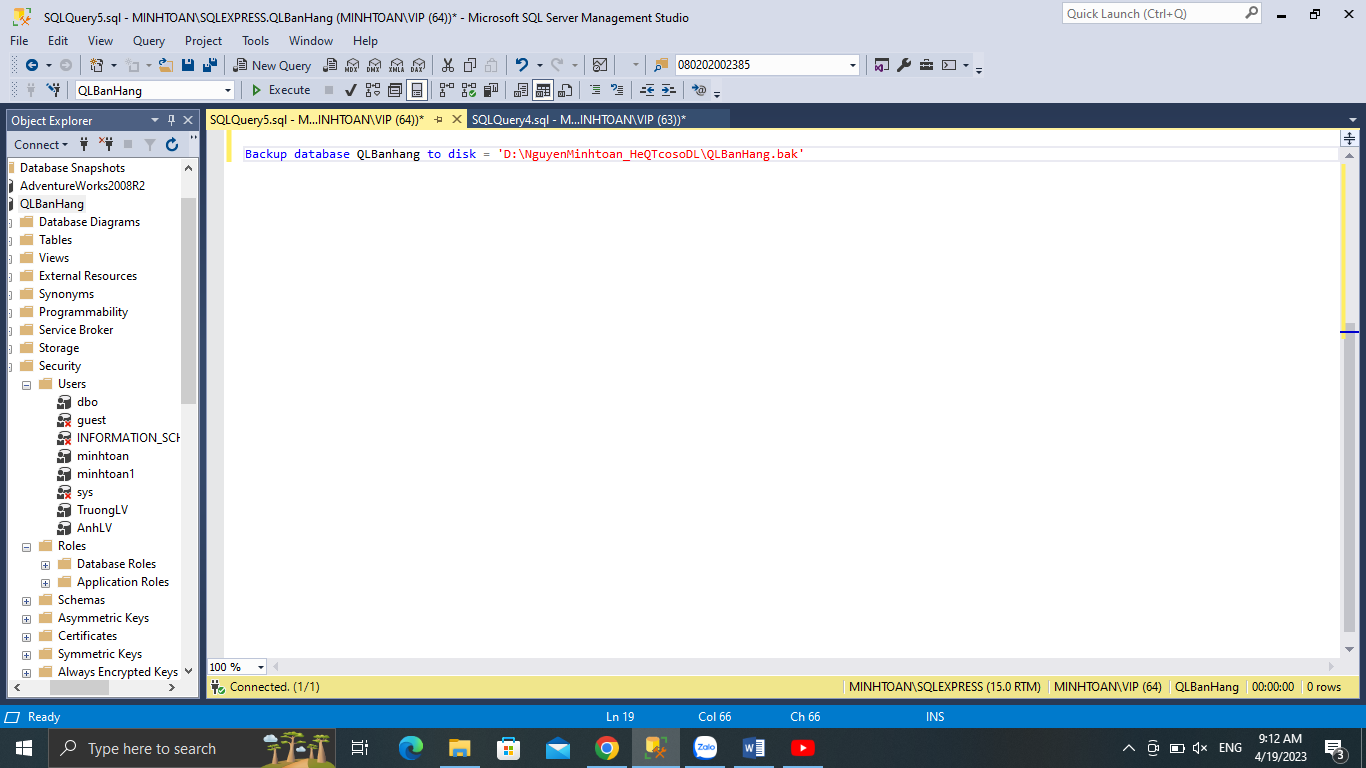 SQLQuery5.sql - MINHTOAN\SQLEXPRESS.QLBanHang (MINHTOAN\VIP (64))* - Microsoft SQL Server Management Studio
Quick Launch (Ctrl+Q)
File Edit View Query Project Tools Window Help
New Query MDX DMX XMLA DAX 080202002385
QLBanHang Execute
Object Explorer
SQLQuery5.sql - M...INHTOAN\VIP (64))*
SQLQuery4.sql - M...INHTOAN\VIP (63))*
Connect
Backup database QLBanhang to disk = 'D:\NguyenMinhtoan_HeQTcosoDL\QLBanHang.bak'
Database Snapshots
AdventureWorks2008R2
QLBanHang
Database Diagrams
Tables
Views
External Resources
Synonyms
Programmability
Service Broker
Storage
Security
Users
dbo
guest
INFORMATION_SCH
minhtoan
minhtoan1
sys
TruongLV
AnhLV
Roles
Database Roles
Application Roles
Schemas
Asymmetric Keys
Certificates
Symmetric Keys
Always Encrypted Keys
100 %
Connected. (1/1) MINHTOAN\SQLEXPRESS (15.0 RTM) MINHTOAN\VIP (64) QLBanHang 00:00:00 0 rows
Ready Ln 19 Col 66 Ch 66 INS
Type here to search
Zalo
ENG
9:12 AM
4/19/2023
3